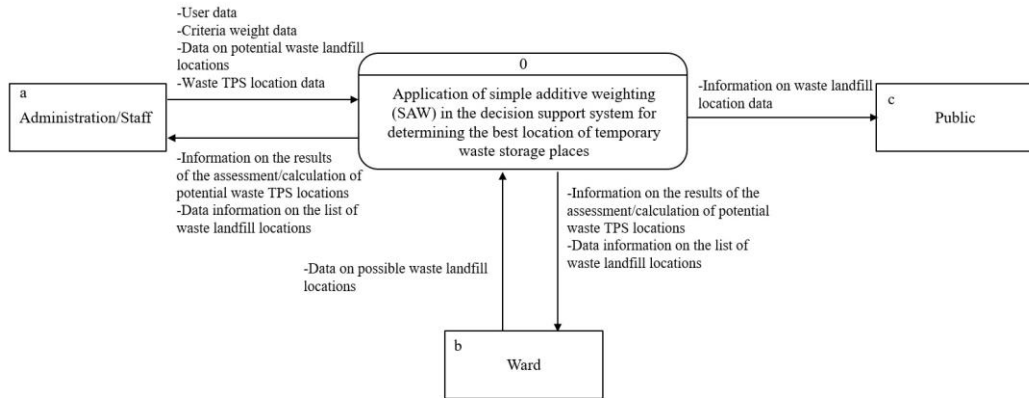 -User data
-Criteria weight data
-Data on potential waste landfill
locations
-Waste TPS location data
a
Administration/Staff
0
Application of simple additive weighting
(SAW) in the decision support system for
determining the best location of temporary
waste storage places
-Information on waste landfill
location data
c
Public
-Information on the results
of the assessment/calculation of
potential waste TPS locations
-Data information on the list of
waste landfill locations
-Information on the results of the
assessment/calculation of potential
waste TPS locations
-Data information on the list of
waste landfill locations
-Data on possible waste landfill
locations
b
Ward